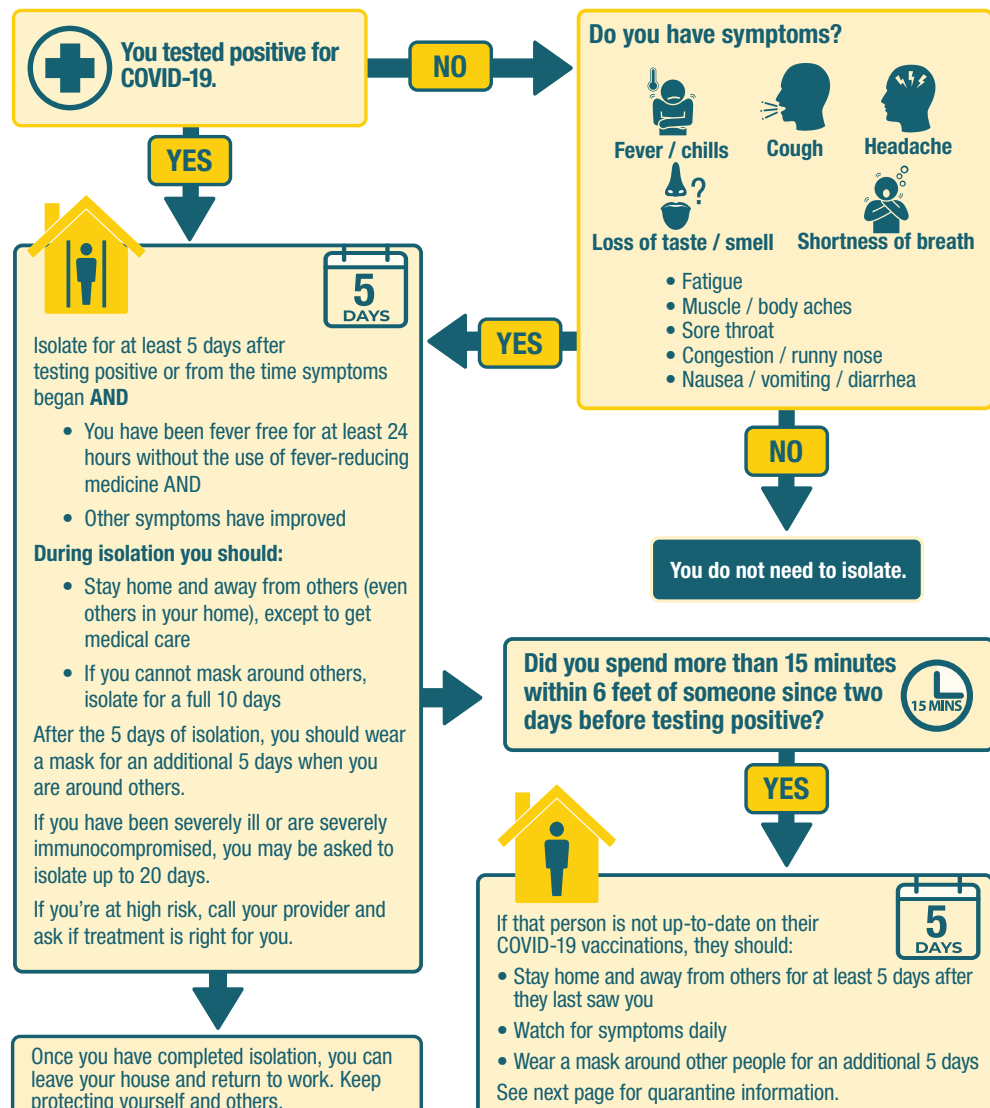 You tested positive for
COVID-19.
NO
YES
Do you have symptoms?
Fever / chills
Cough
Headache
?
Loss of taste / smell
Shortness of breath
• Fatigue
• Muscle / body aches
• Sore throat
• Congestion / runny nose
• Nausea / vomiting / diarrhea
YES
NO
You do not need to isolate.
5
DAYS
Isolate for at least 5 days after
testing positive or from the time symptoms
began AND
• You have been fever free for at least 24
hours without the use of fever-reducing
medicine AND
• Other symptoms have improved
During isolation you should:
• Stay home and away from others (even
others in your home), except to get
medical care
• If you cannot mask around others,
isolate for a full 10 days
After the 5 days of isolation, you should wear
a mask for an additional 5 days when you
are around others.
If you have been severely ill or are severely
immunocompromised, you may be asked to
isolate up to 20 days.
If you're at high risk, call your provider and
ask if treatment is right for you.
Did you spend more than 15 minutes
within 6 feet of someone since two
days before testing positive?
15 MINS
YES
5
DAYS
If that person is not up-to-date on their
COVID-19 vaccinations, they should:
• Stay home and away from others for at least 5 days after
they last saw you
• Watch for symptoms daily
• Wear a mask around other people for an additional 5 days
See next page for quarantine information.
Once you have completed isolation, you can
leave your house and return to work. Keep
protecting yourself and others.